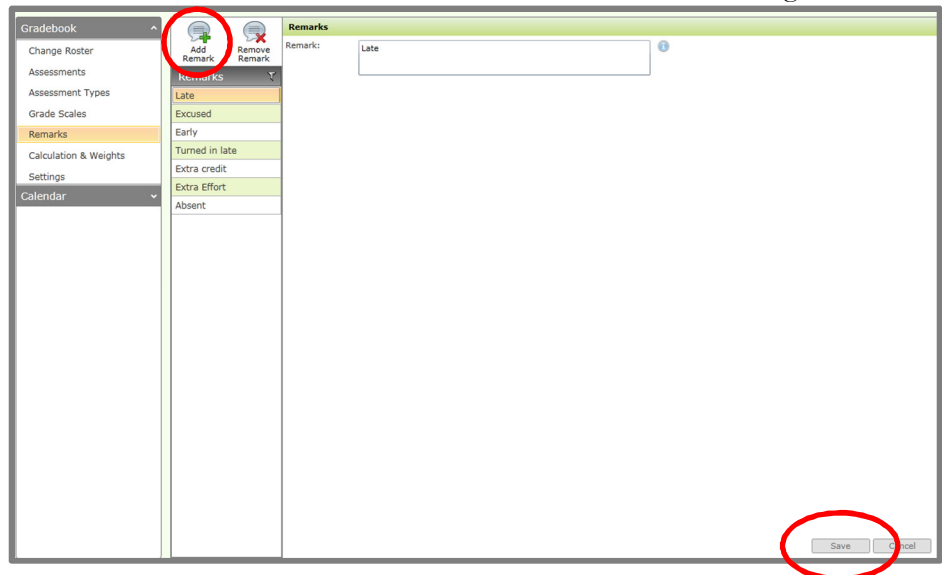 Gradebook
Change Roster
Assessments
Assessment Types
Grade Scales
Remarks
Calculation & Weights
Settings
Calendar
Add
Remark
Remove
Remark
Remarks
Late
Excused
Early
Turned in late
Extra credit
Extra Effort
Absent
Remarks
Remark:
Late
Save
Cancel